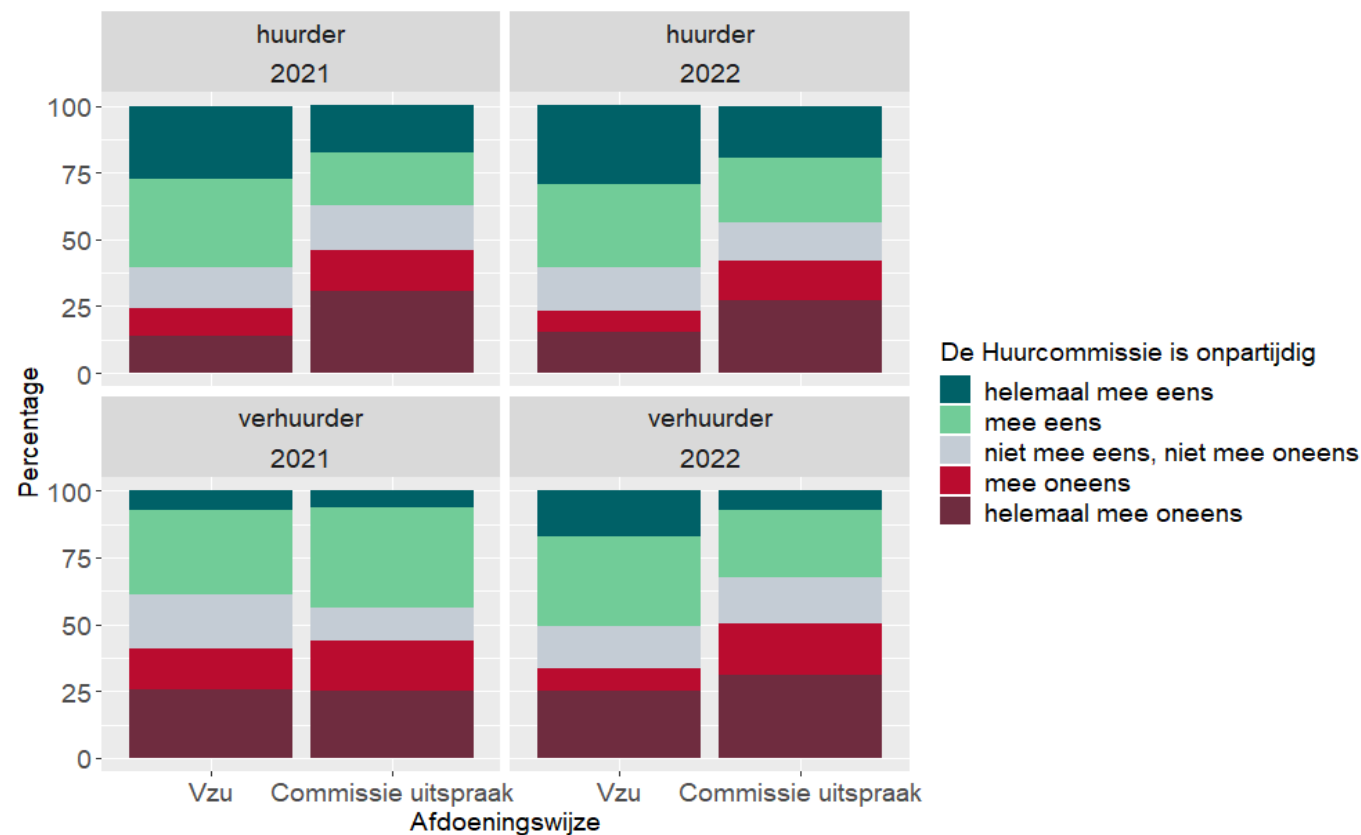 huurder
2021
huurder
2022
100
75
50
25
0
verhuurder
2021
verhuurder
2022
100
75
50
25
0
Percentage
Vzu
Commissie uitspraak
Vzu
Commissie uitspraak
Afdoeningswijze
De Huurcommissie is onpartijdig
helemaal mee eens
mee eens
niet mee eens, niet mee oneens
mee oneens
helemaal mee oneens